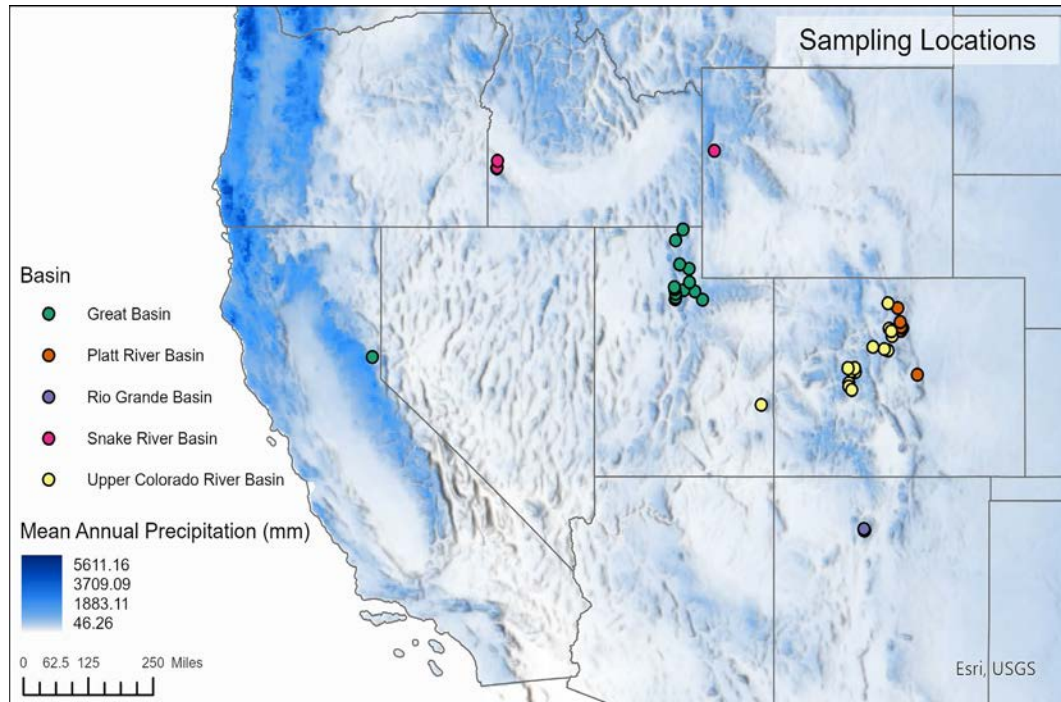 Sampling Locations
Basin
Great Basin
Platt River Basin
Rio Grande Basin
Snake River Basin
Upper Colorado River Basin
Mean Annual Precipitation (mm)
5611.16
3709.09
1883.11
46.26
0 62.5 125 250 Miles
Esri, USGS